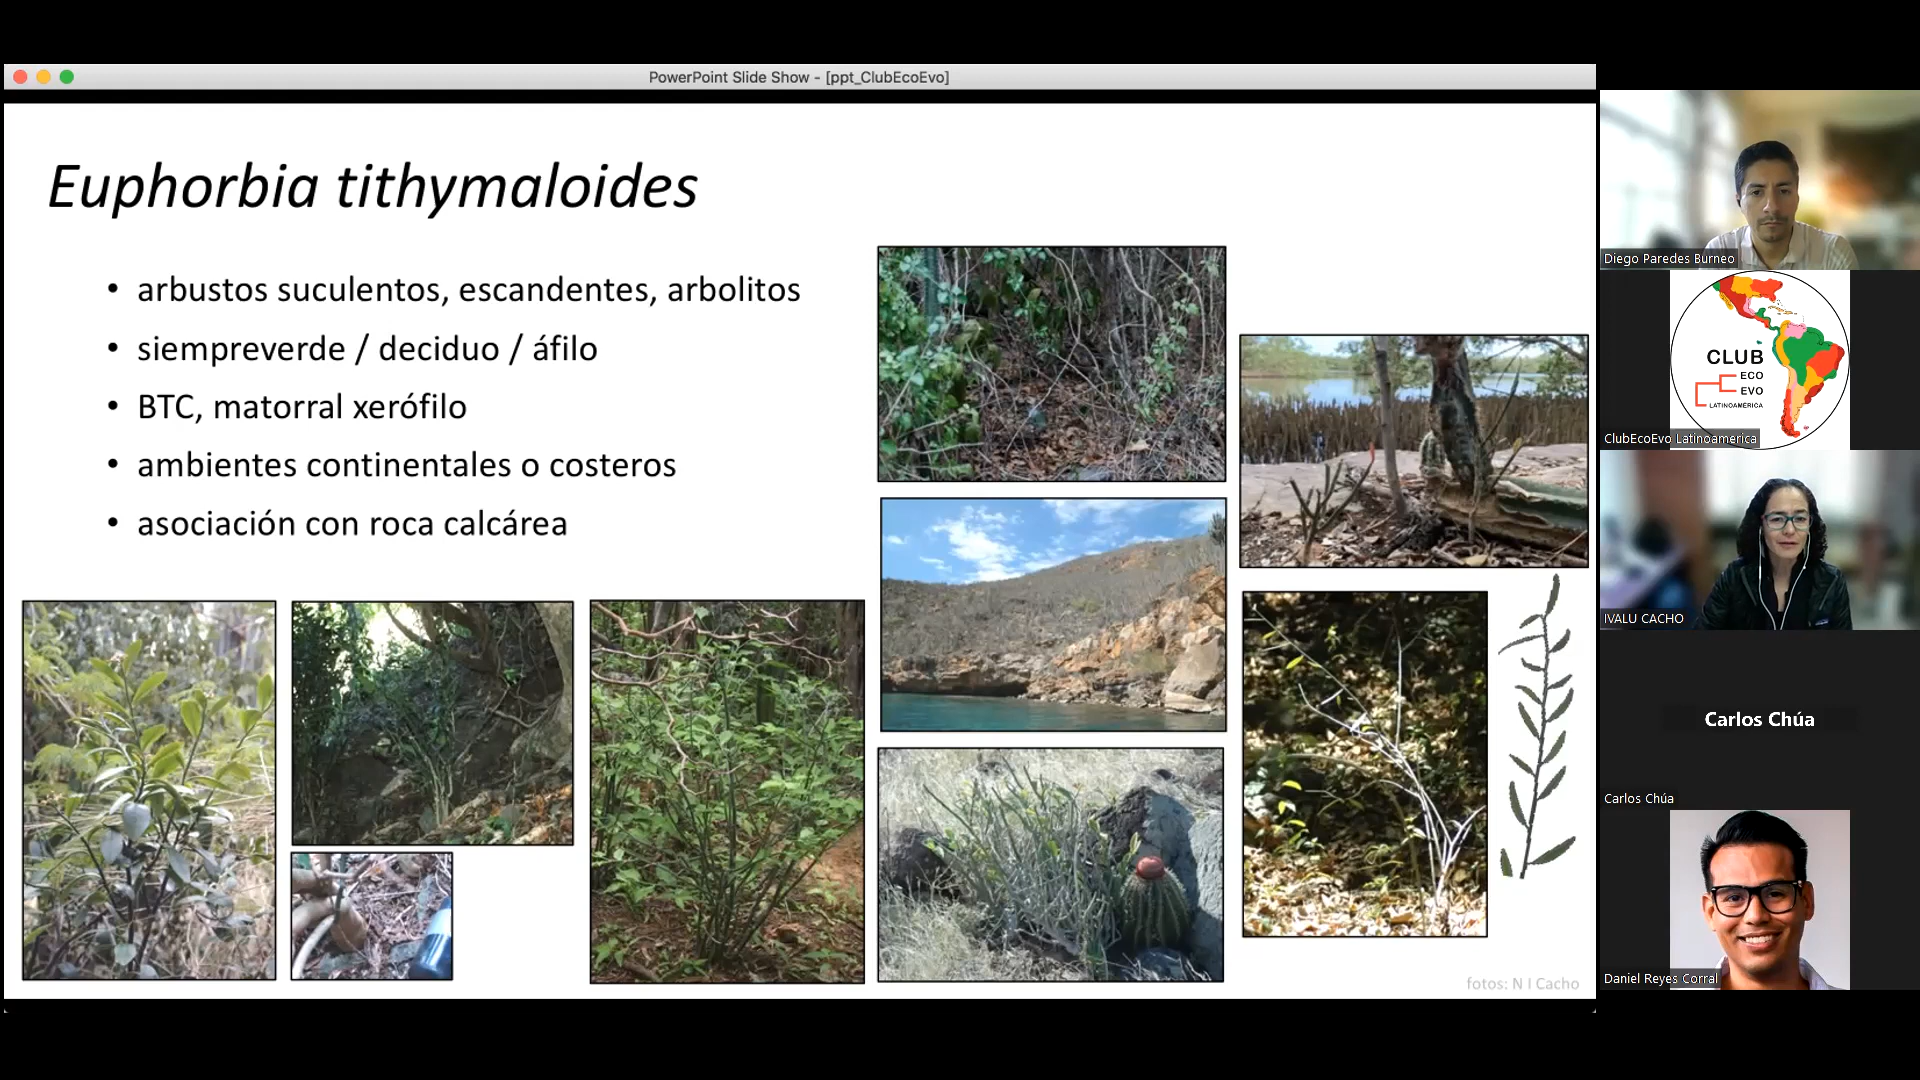 PowerPoint Slide Show - [ppt_ClubEcoEvo]
Euphorbia tithymaloides
• arbustos suculentos, escandentes, arbolitos
• siempreverde / deciduo / áfilo
• BTC, matorral xerófilo
• ambientes continentales o costeros
• asociación con roca calcárea
fotos: N I Cacho
Diego Paredes Burneo
CLUB
ECO
EVO
LATINOAMÉRICA
ClubEcoEvo Latinoamerica
IVALU CACHO
Carlos Chúa
Carlos Chúa
Daniel Reyes Corral